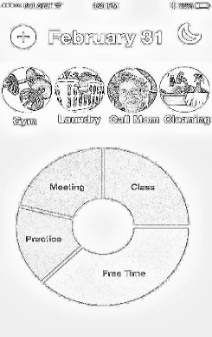 February 31
Gym Laundry Call Mom Cleaning
Meeting
Class
Practice
Free Time